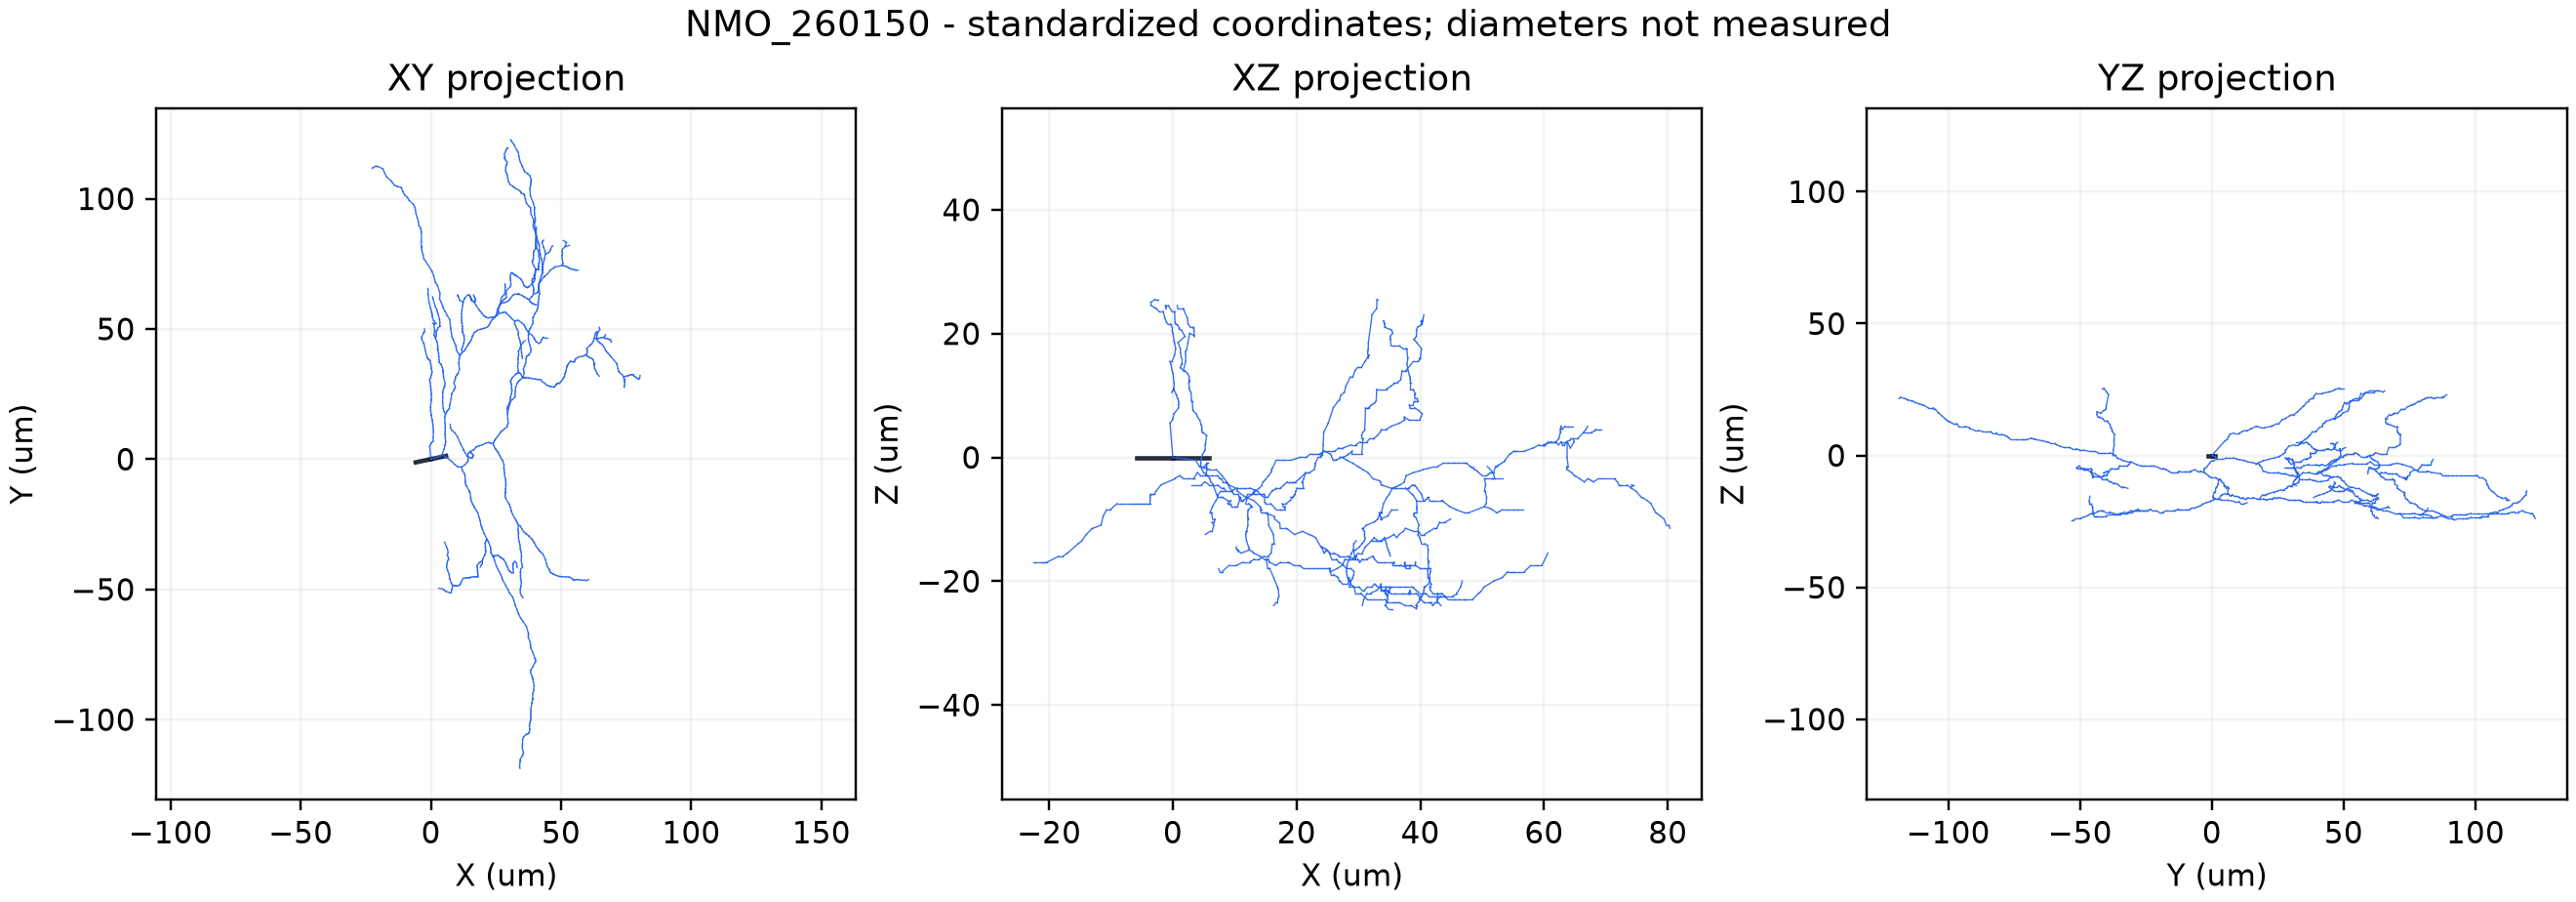 NMO_260150 - standardized coordinates; diameters not measured
XY projection
100
50
0
−50
−100
Y (um)
−100 −50 0 50 100 150
X (um)
XZ projection
40
20
0
−20
−40
Z (um)
−20 0 20 40 60 80
X (um)
YZ projection
100
50
0
−50
−100
Z (um)
−100 −50 0 50 100
Y (um)